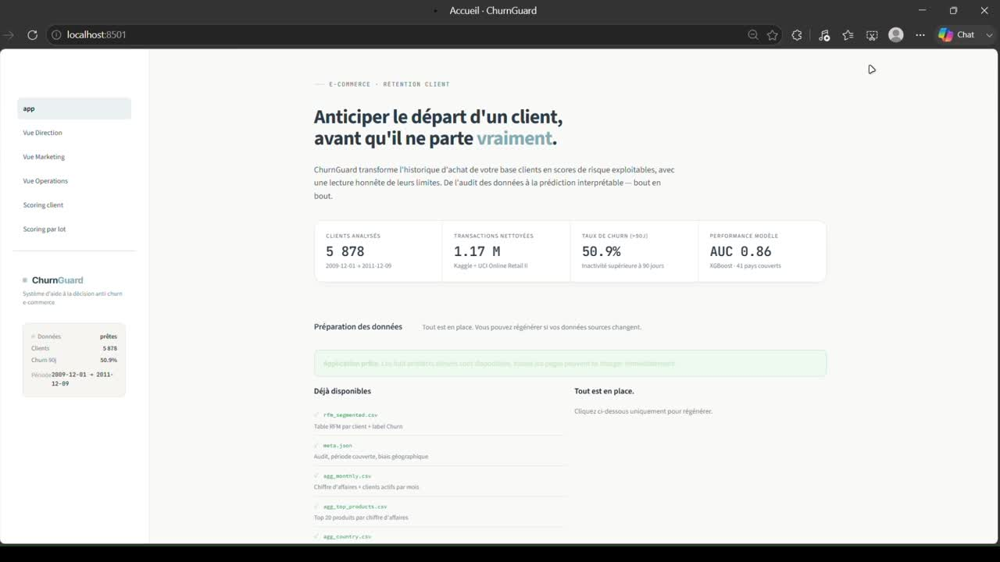 Accueil · ChurnGuard
localhost:8501
Chat
app
Vue Direction
Vue Marketing
Vue Operations
Scoring client
Scoring par lot
ChurnGuard
Système d'aide à la décision anti-churn
e-commerce
Données prêtes
Clients 5 878
Churn 90j 50.9%
Période 2009-12-01 → 2011-
12-09
E-COMMERCE · RÉTENTION CLIENT
Anticiper le départ d'un client,
avant qu'il ne parte vraiment.
ChurnGuard transforme l'historique d'achat de votre base clients en scores de risque exploitables, avec
une lecture honnête de leurs limites. De l'audit des données à la prédiction interprétable — bout en
bout.
CLIENTS ANALYSÉS
5 878
2009-12-01 → 2011-12-09
TRANSACTIONS NETTOYÉES
1.17 M
Kaggle + UCI Online Retail II
TAUX DE CHURN (>90J)
50.9%
Inactivité supérieure à 90 jours
PERFORMANCE MODÈLE
AUC 0.86
XGBoost · 41 pays couverts
Préparation des données
Tout est en place. Vous pouvez régénérer si vos données sources changent.
Application prête. Les huit artefacts dérivés sont disponibles, toutes les pages peuvent se charger immédiatement.
Déjà disponibles
✓ rfm_segmented.csv
Table RFM par client + label Churn
✓ meta.json
Audit, période couverte, biais géographique
✓ agg_monthly.csv
Chiffre d'affaires + clients actifs par mois
✓ agg_top_products.csv
Top 20 produits par chiffre d'affaires
✓ agg_country.csv
Tout est en place.
Cliquez ci-dessous uniquement pour régénérer.